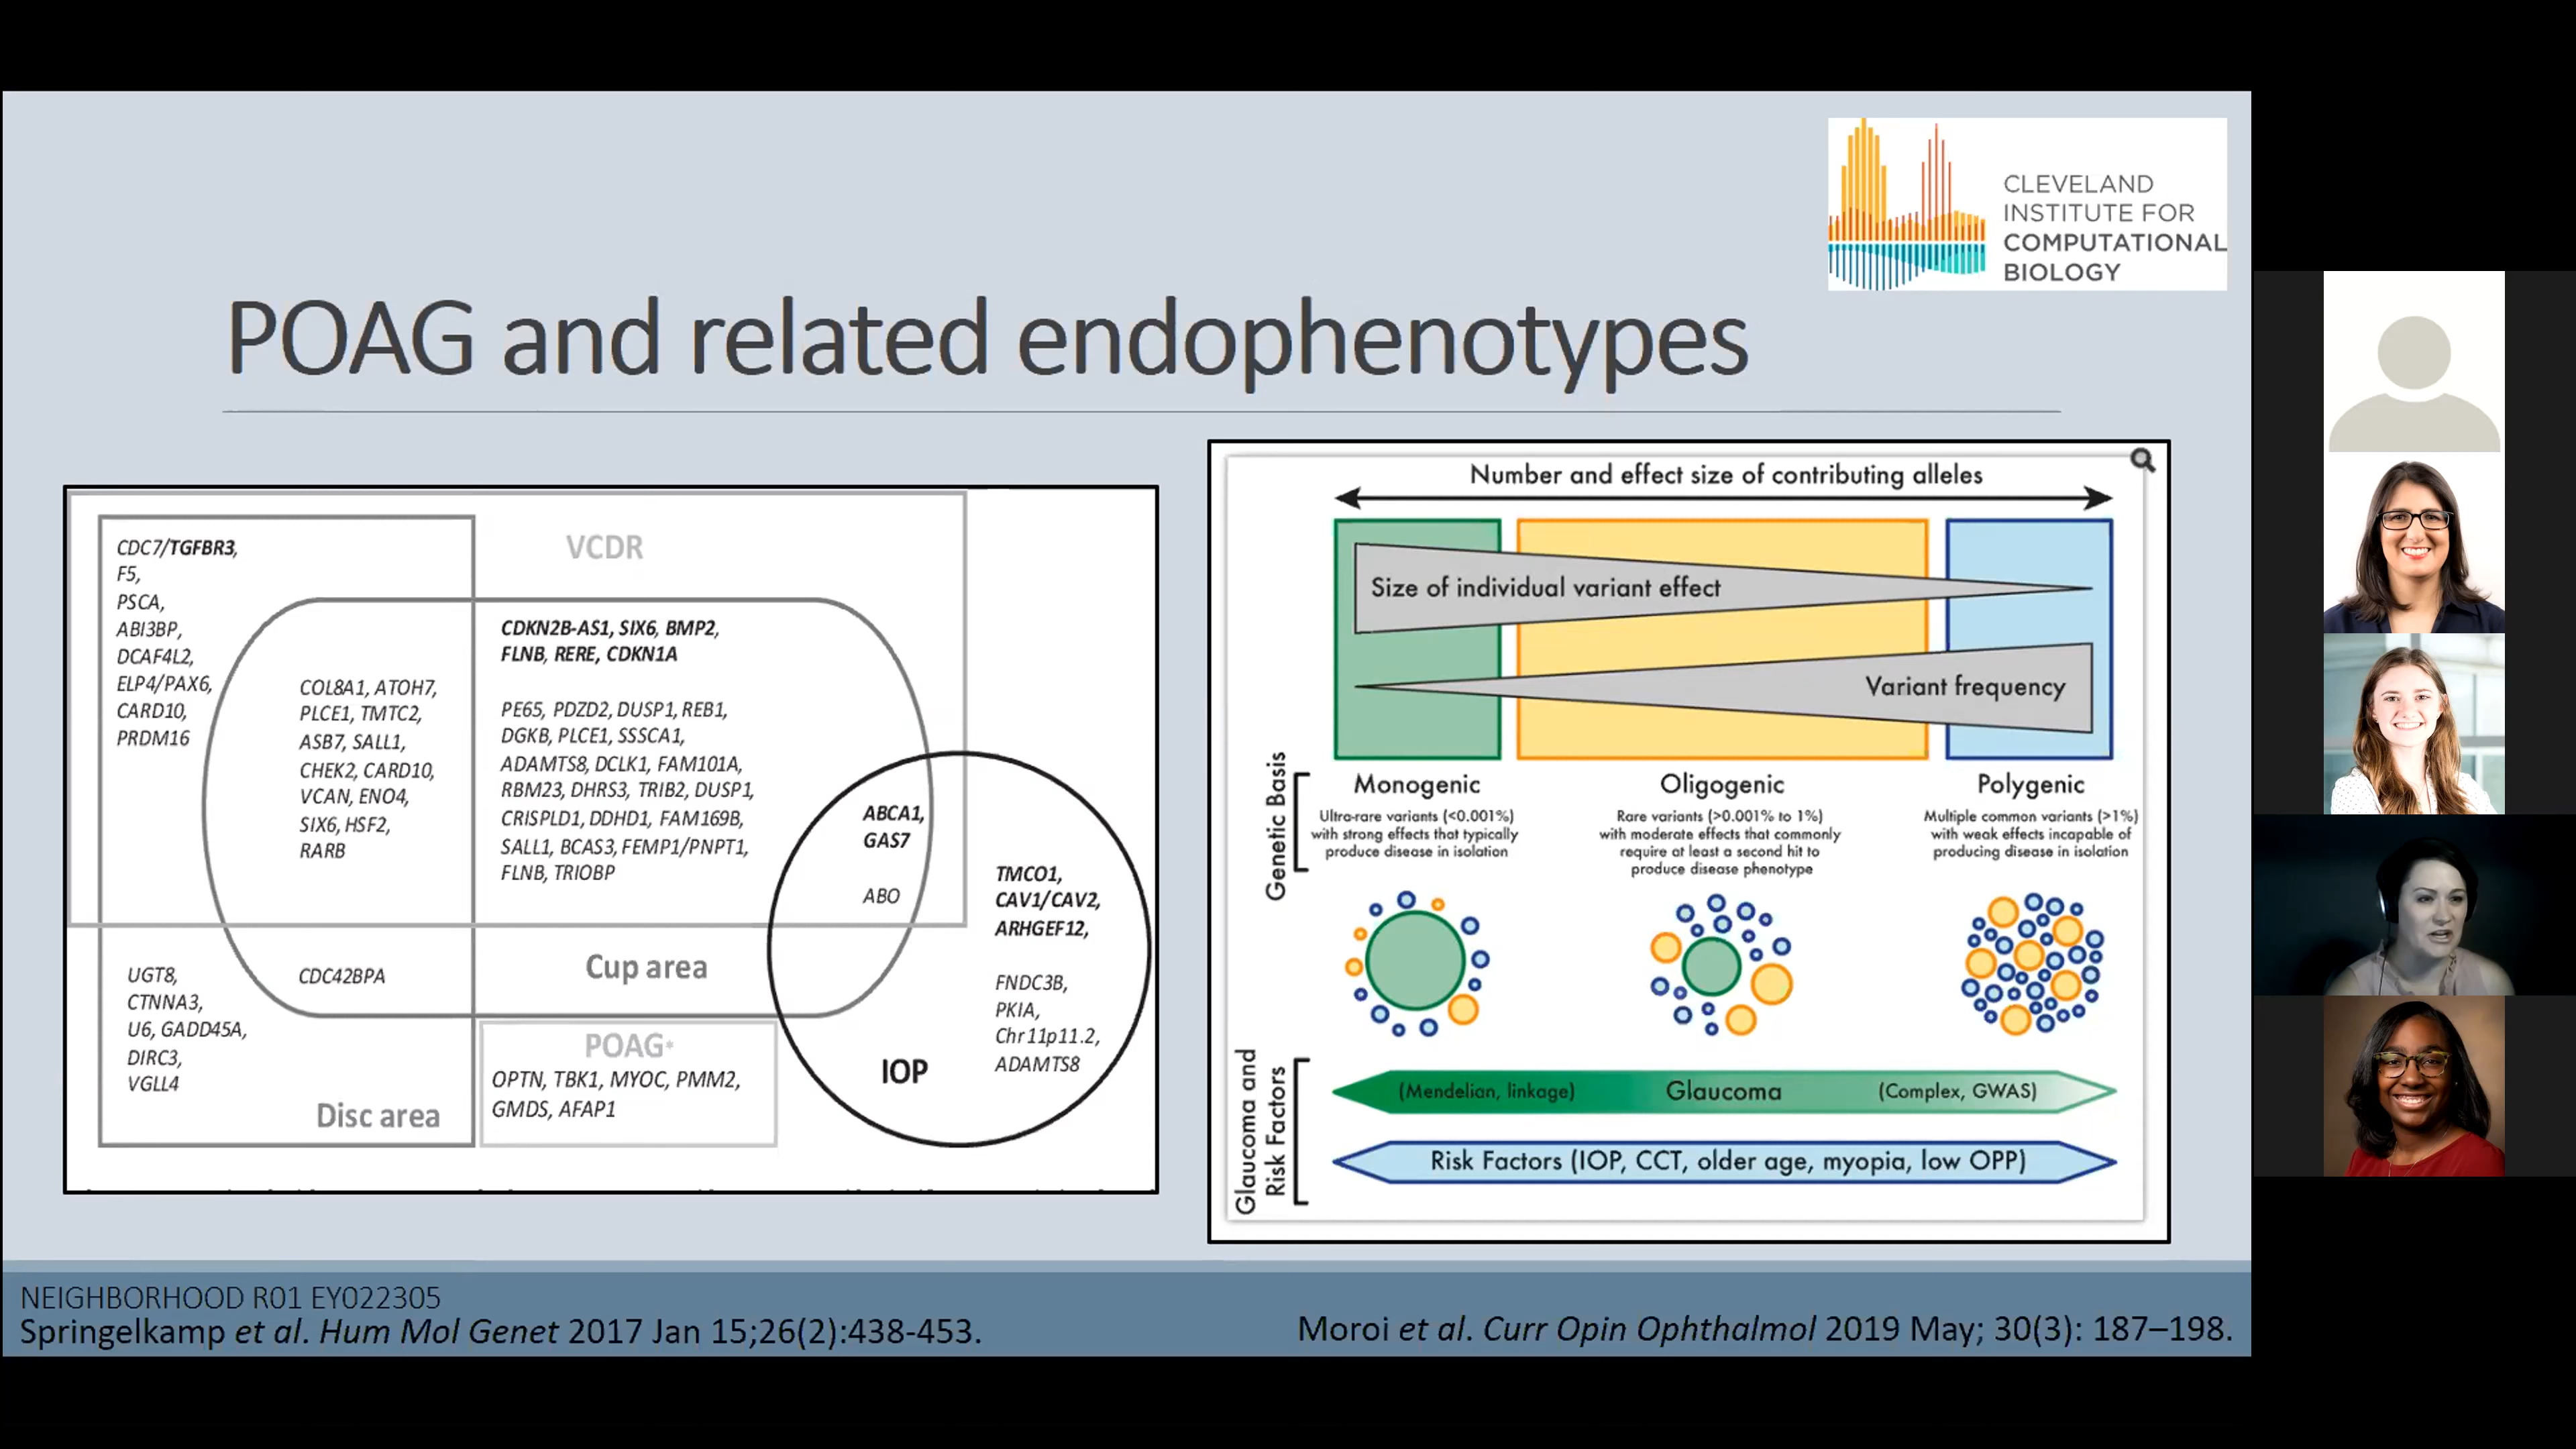 CLEVELAND
INSTITUTE FOR
COMPUTATIONAL
BIOLOGY
POAG and related endophenotypes
VCDR
CDC7/TGFBR3,
F5,
PSCA,
ABI3BP,
DCAF4L2,
ELP4/PAX6,
CARD10,
PRDM16
COL8A1, ATOH7,
PLCE1, TMTC2,
ASB7, SALL1,
CHEK2, CARD10,
VCAN, ENO4,
SIX6, HSF2,
RARB
CDKN2B-AS1, SIX6, BMP2,
FLNB, RERE, CDKN1A
PE65, PDZD2, DUSP1, REB1,
DGKB, PLCE1, SSSCA1,
ADAMTS8, DCLK1, FAM101A,
RBM23, DHRS3, TRIB2, DUSP1,
CRISPLD1, DDHD1, FAM169B,
SALL1, BCAS3, FEMP1/PNPT1,
FLNB, TRIOBP
ABCA1,
GAS7
ABO
TMCO1,
CAV1/CAV2,
ARHGEF12,
FNDC3B,
PKIA,
Chr11p11.2,
ADAMTS8
IOP
UGT8,
CTNNA3,
U6, GADD45A,
DIRC3,
VGLL4
CDC42BPA
Cup area
Disc area
POAG*
OPTN, TBK1, MYOC, PMM2,
GMDS, AFAP1
Number and effect size of contributing alleles
Size of individual variant effect
Variant frequency
Genetic Basis
Monogenic
Ultra-rare variants (<0.001%)
with strong effects that typically
produce disease in isolation
Oligogenic
Rare variants (>0.001% to 1%)
with moderate effects that commonly
require at least a second hit to
produce disease phenotype
Polygenic
Multiple common variants (>1%)
with weak effects incapable of
producing disease in isolation
Glaucoma and
Risk Factors
(Mendelian, linkage) Glaucoma (Complex, GWAS)
Risk Factors (IOP, CCT, older age, myopia, low OPP)
NEIGHBORHOOD R01 EY022305
Springelkamp et al. Hum Mol Genet 2017 Jan 15;26(2):438-453.
Moroi et al. Curr Opin Ophthalmol 2019 May; 30(3): 187–198.